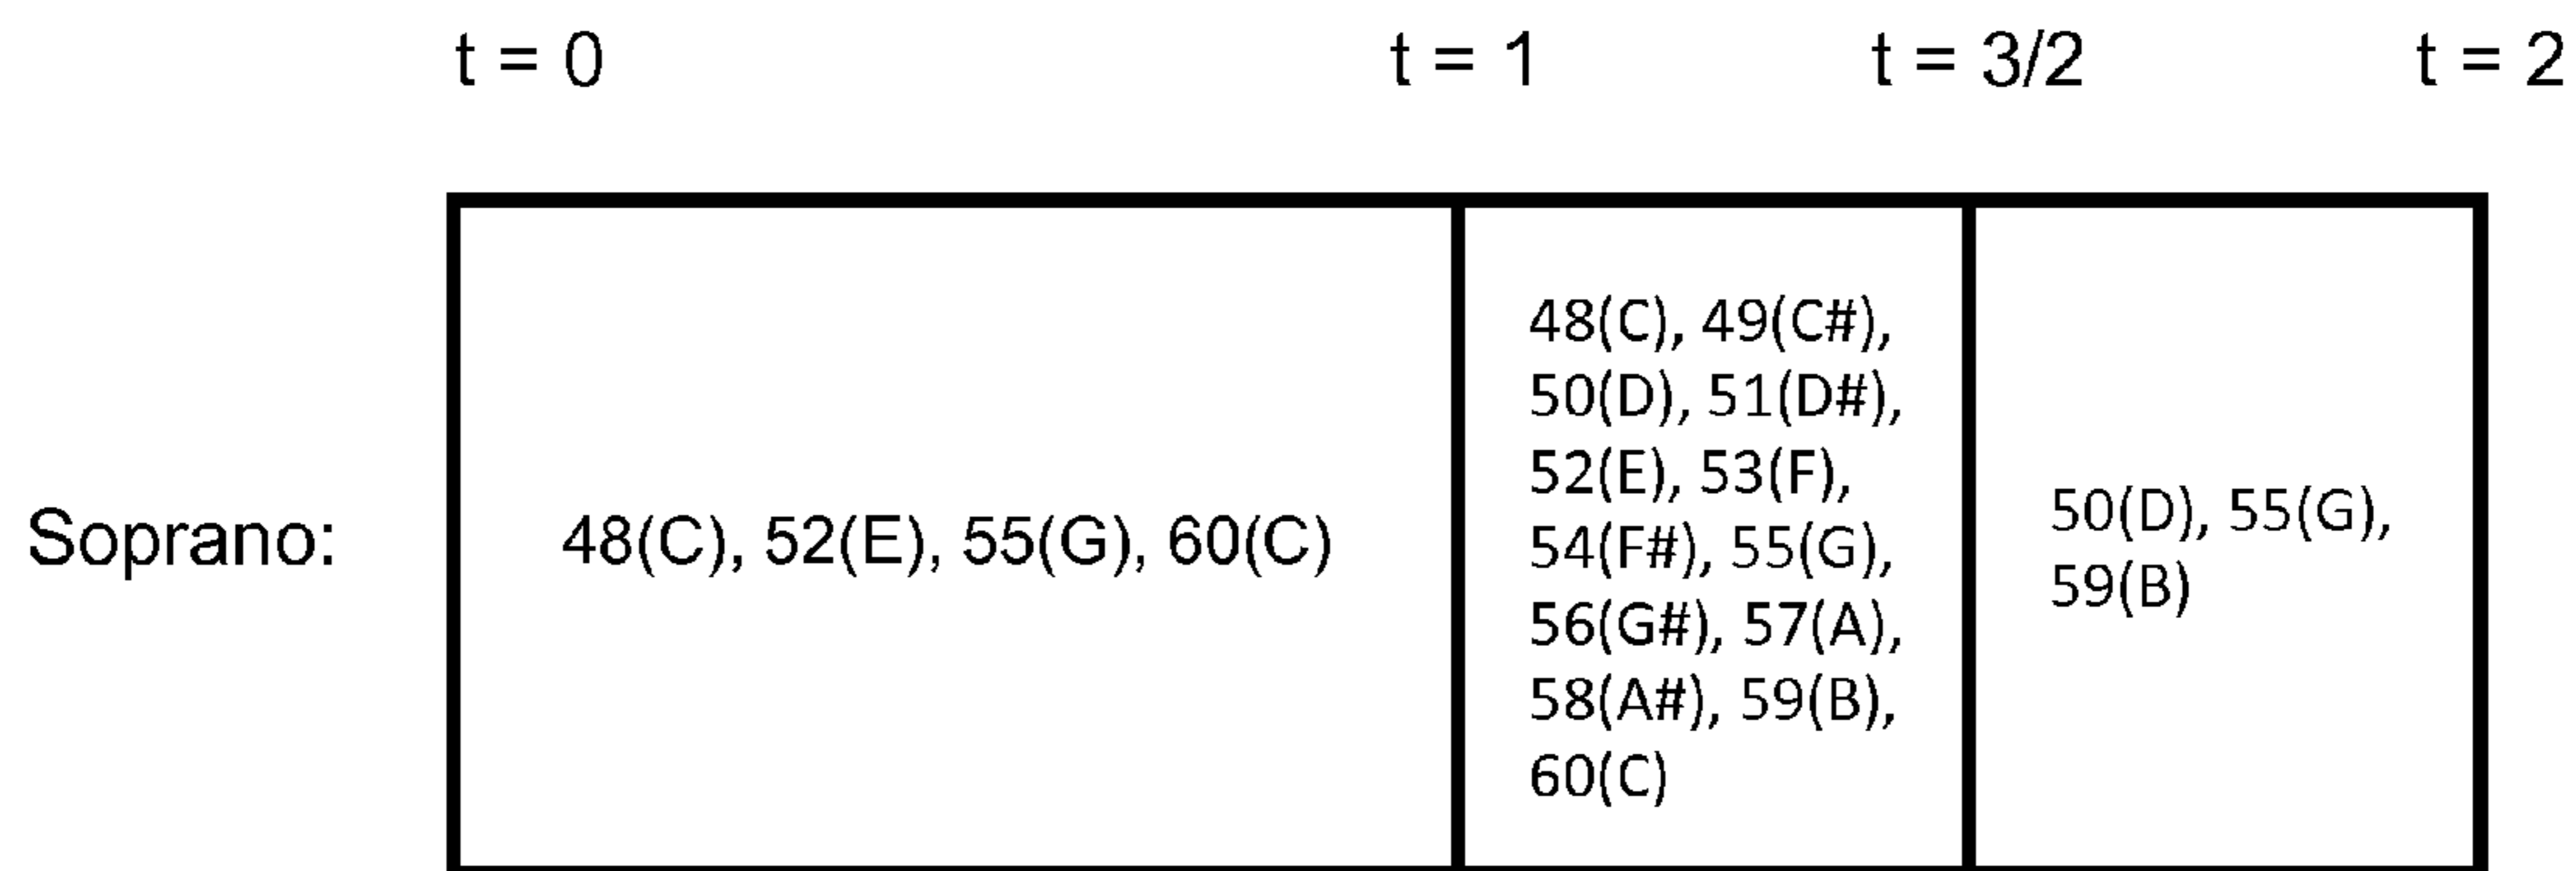 t = 0 t = 1 t = 3/2 t = 2
Soprano:
48(C), 52(E), 55(G), 60(C)
48(C), 49(C#),
50(D), 51(D#),
52(E), 53(F),
54(F#), 55(G),
56(G#), 57(A),
58(A#), 59(B),
60(C)
50(D), 55(G),
59(B)